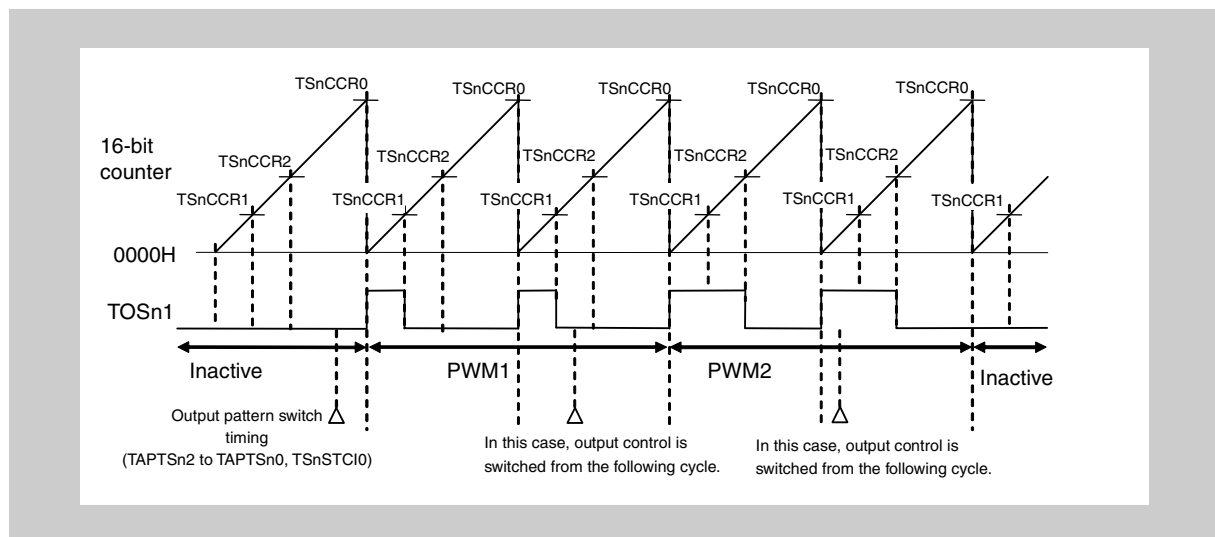 TSnCCR0 TSnCCR0 TSnCCR0 TSnCCR0 TSnCCR0
16-bit
counter
TSnCCR2 TSnCCR2 TSnCCR2 TSnCCR2 TSnCCR2
TSnCCR1 TSnCCR1 TSnCCR1 TSnCCR1 TSnCCR1 TSnCCR1
0000H
TOSn1
Inactive PWM1 PWM2 Inactive
Output pattern switch
timing
(TAPTSn2 to TAPTSn0, TSnSTCI0)
In this case, output control is
switched from the following cycle.
In this case, output control is
switched from the following cycle.